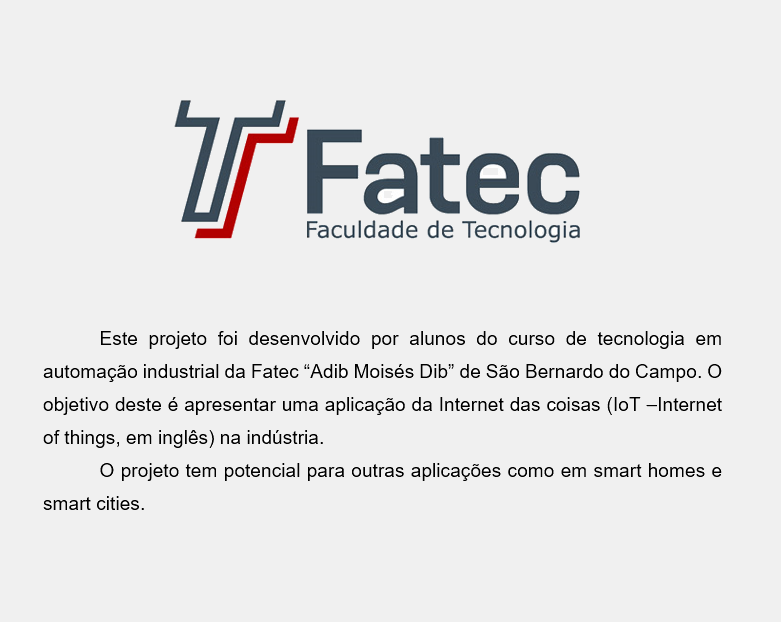 Fatec
Faculdade de Tecnologia
Este projeto foi desenvolvido por alunos do curso de tecnologia em
automação industrial da Fatec “Adib Moisés Dib” de São Bernardo do Campo. O
objetivo deste é apresentar uma aplicação da Internet das coisas (IoT –Internet
of things, em inglês) na indústria.
O projeto tem potencial para outras aplicações como em smart homes e
smart cities.